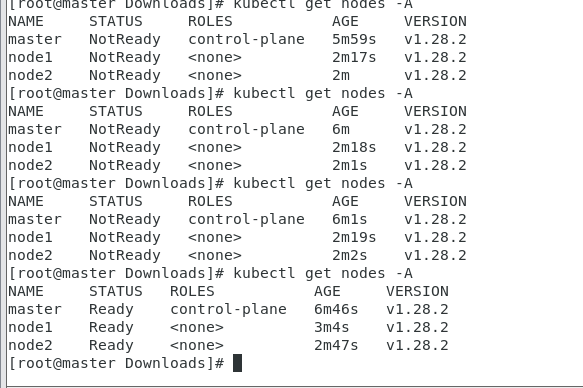 [root@master Downloads]# kubectl get nodes -A
NAME     STATUS     ROLES           AGE     VERSION
master   NotReady   control-plane   5m59s   v1.28.2
node1    NotReady   <none>          2m17s   v1.28.2
node2    NotReady   <none>          2m      v1.28.2
[root@master Downloads]# kubectl get nodes -A
NAME     STATUS     ROLES           AGE     VERSION
master   NotReady   control-plane   6m      v1.28.2
node1    NotReady   <none>          2m18s   v1.28.2
node2    NotReady   <none>          2m1s    v1.28.2
[root@master Downloads]# kubectl get nodes -A
NAME     STATUS     ROLES           AGE     VERSION
master   NotReady   control-plane   6m1s    v1.28.2
node1    NotReady   <none>          2m19s   v1.28.2
node2    NotReady   <none>          2m2s    v1.28.2
[root@master Downloads]# kubectl get nodes -A
NAME     STATUS   ROLES           AGE     VERSION
master   Ready    control-plane   6m46s   v1.28.2
node1    Ready    <none>          3m4s    v1.28.2
node2    Ready    <none>          2m47s   v1.28.2
[root@master Downloads]#